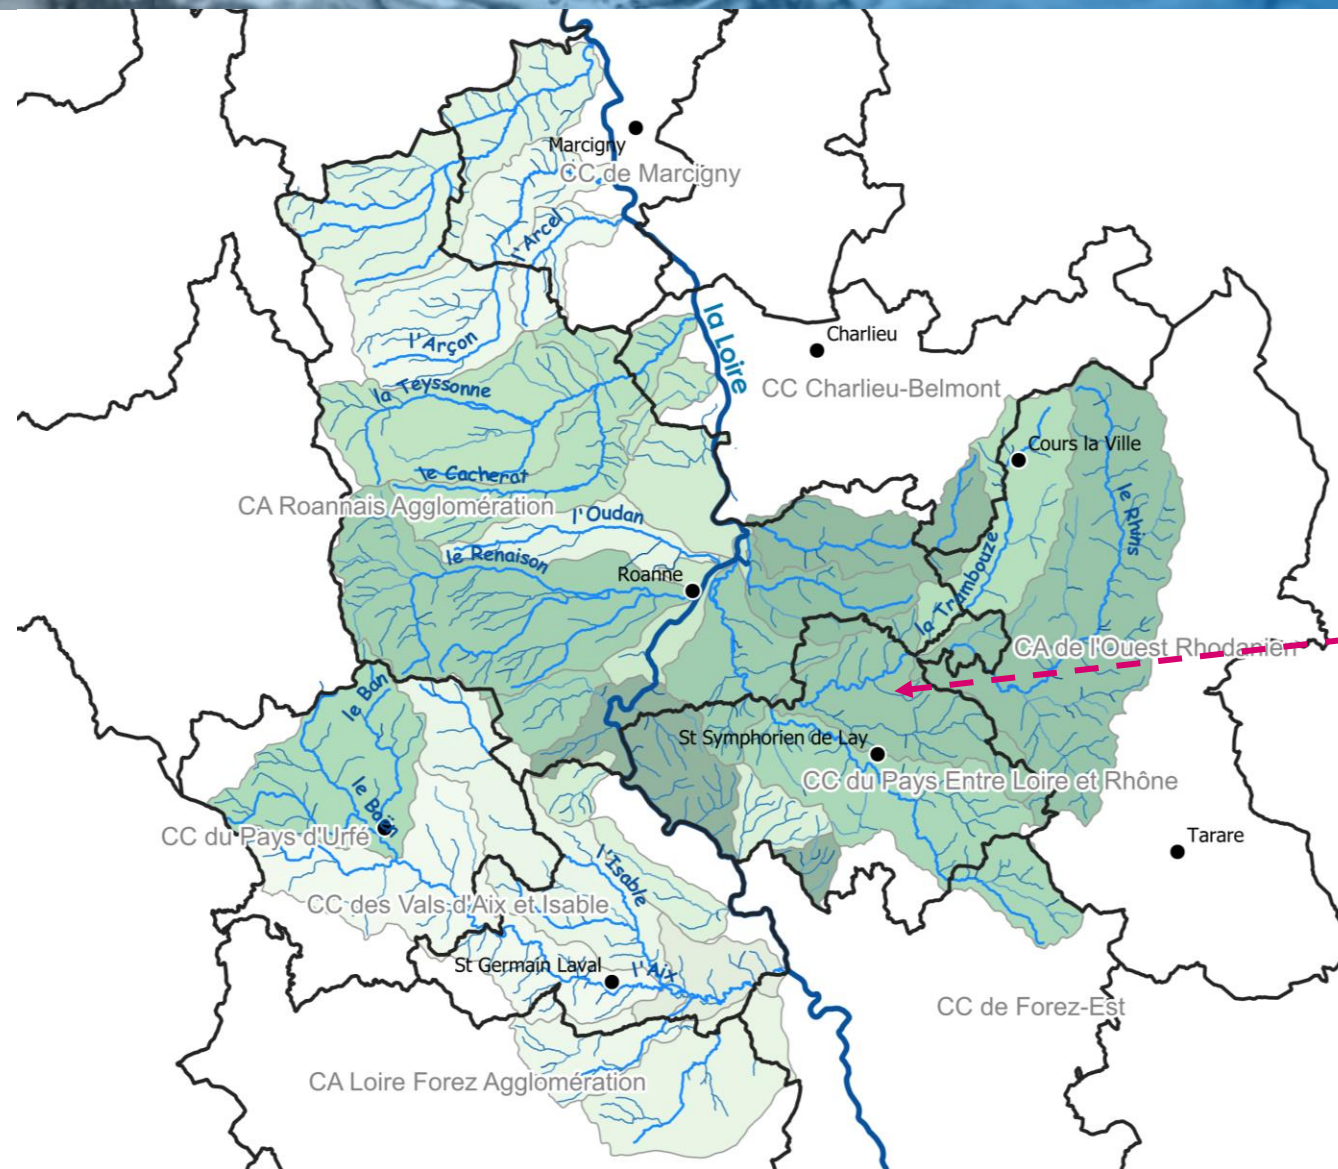 Marcigny
CC de Marcigny
l'Arcel
la Loire
l'Arçon
Charlieu
CC Charlieu-Belmont
la Teyssonne
Cours la Ville
le Cacherat
CA Roannais Agglomération
l'Oudan
le Rhins
le Renaison
Roanne
la Trambouze
CA de l'Ouest Rhodanien
le Ban
St Symphorien de Lay
CC du Pays Entre Loire et Rhône
le Boën
CC du Pays d'Urfé
Tarare
l'Isable
CC des Vals d'Aix et Isable
St Germain Laval
l'Aix
CC de Forez-Est
CA Loire Forez Agglomération